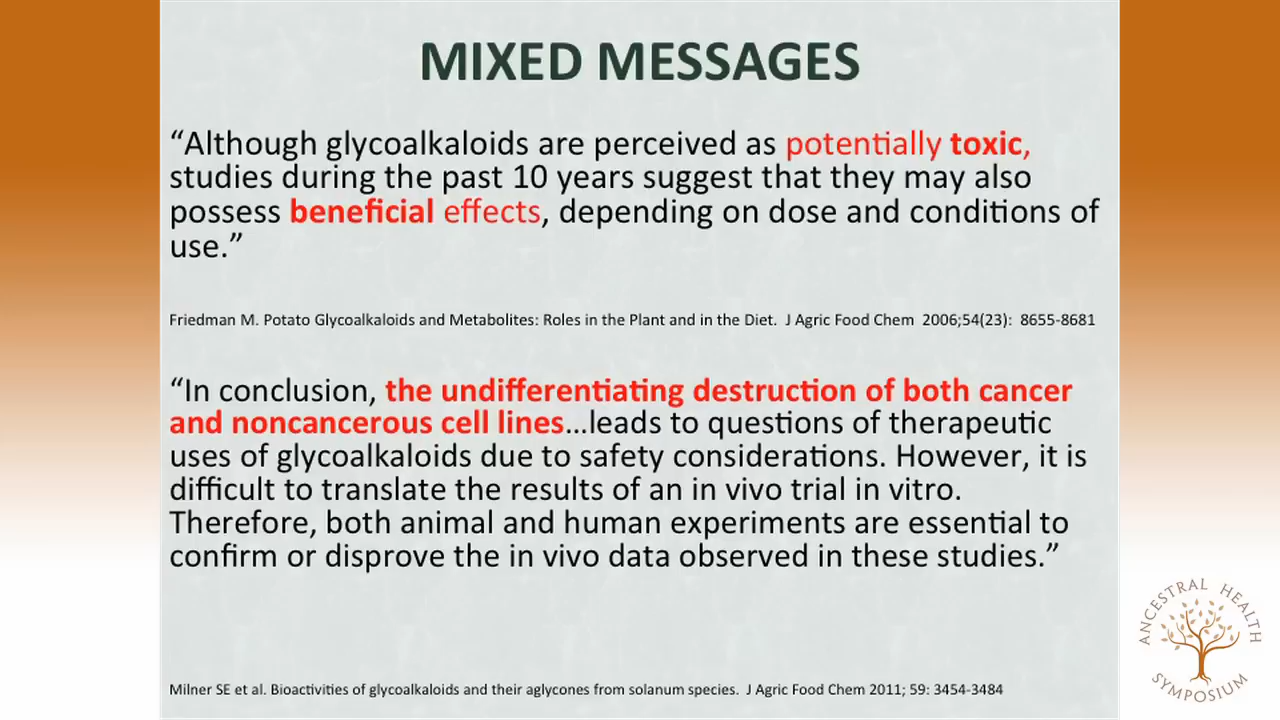 MIXED MESSAGES
“Although glycoalkaloids are perceived as potentially toxic,
studies during the past 10 years suggest that they may also
possess beneficial effects, depending on dose and conditions of
use.”
Friedman M. Potato Glycoalkaloids and Metabolites: Roles in the Plant and in the Diet. J Agric Food Chem 2006;54(23): 8655-8681
“In conclusion, the undifferentiating destruction of both cancer
and noncancerous cell lines…leads to questions of therapeutic
uses of glycoalkaloids due to safety considerations. However, it is
difficult to translate the results of an in vivo trial in vitro.
Therefore, both animal and human experiments are essential to
confirm or disprove the in vivo data observed in these studies.”
Milner SE et al. Bioactivities of glycoalkaloids and their aglycones from solanum species. J Agric Food Chem 2011; 59: 3454-3484
ANCESTRAL HEALTH
SYMPOSIUM